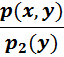 p(x, y)
p₂(y)